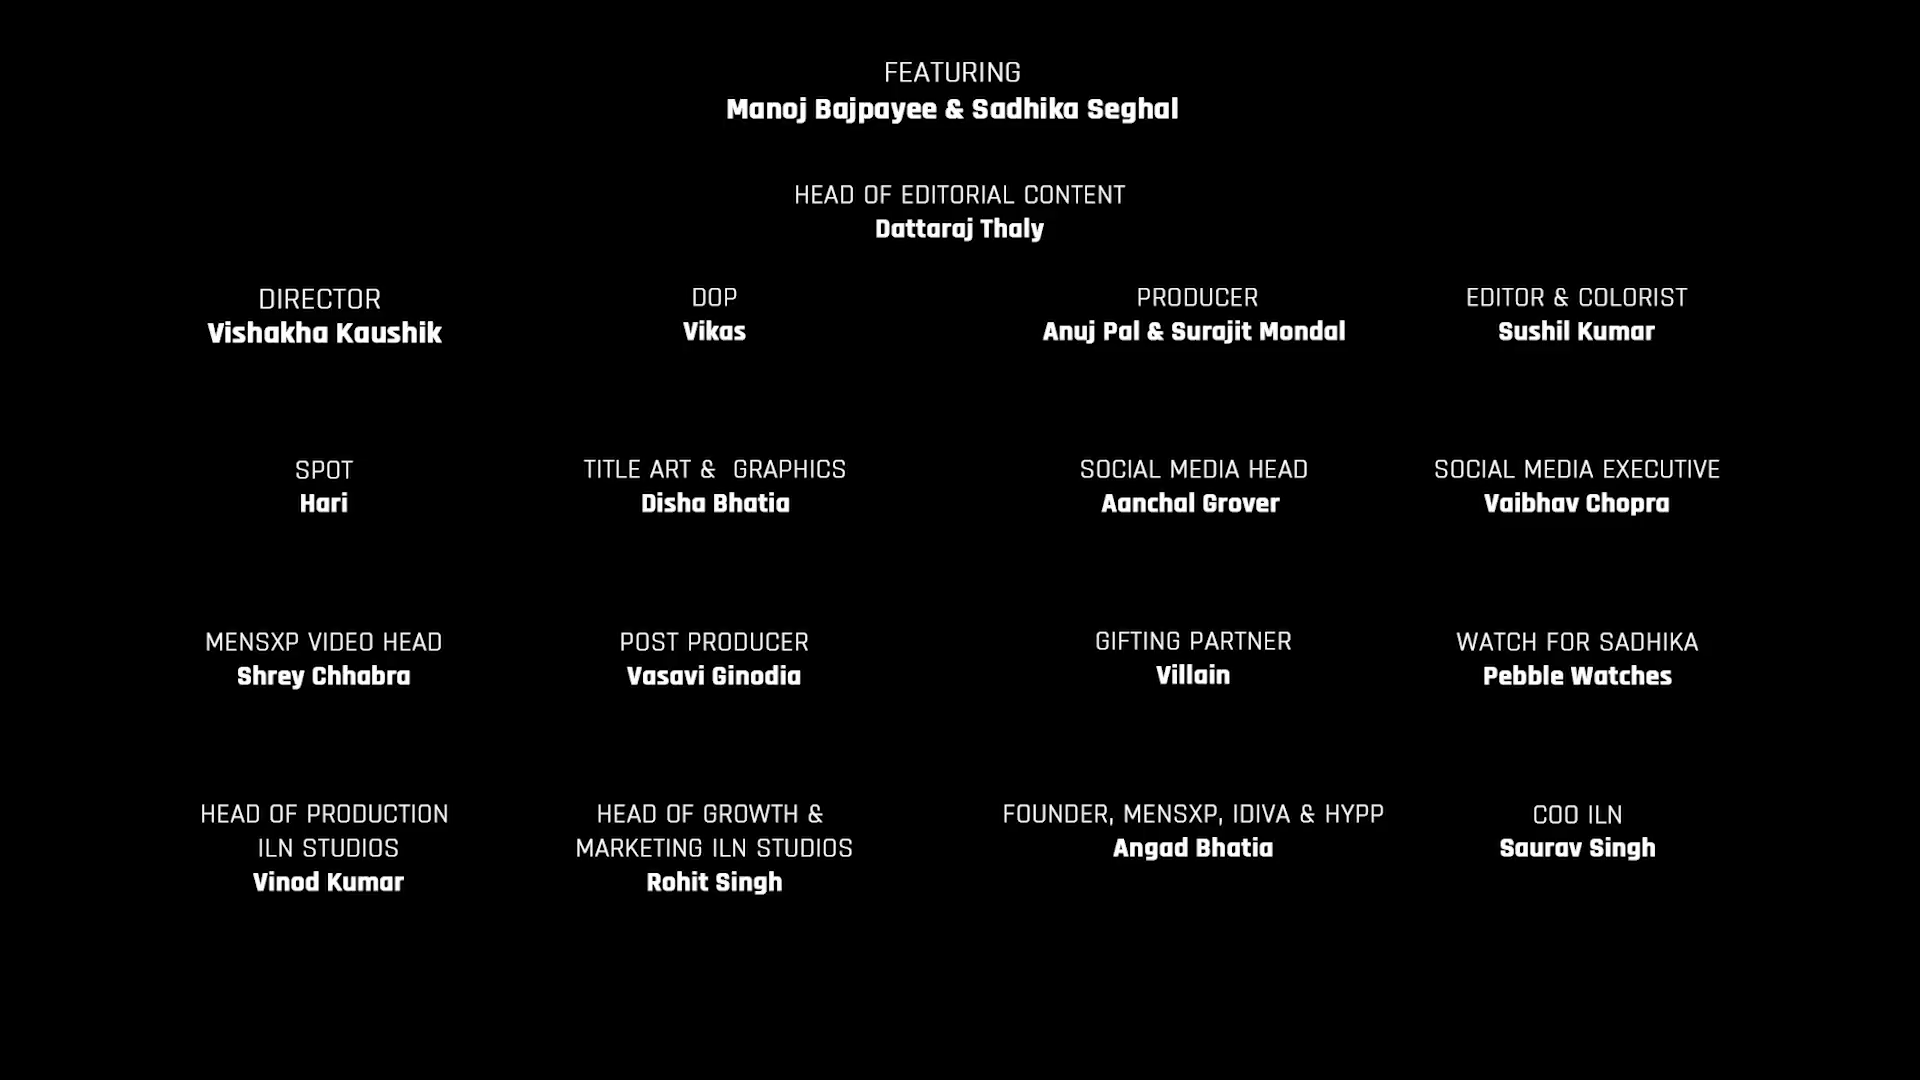 FEATURING
Manoj Bajpayee & Sadhika Seghal
HEAD OF EDITORIAL CONTENT
Dattaraj Thaly
DIRECTOR
Vishakha Kaushik
DOP
Vikas
PRODUCER
Anuj Pal & Surajit Mondal
EDITOR & COLORIST
Sushil Kumar
SPOT
Hari
TITLE ART & GRAPHICS
Disha Bhatia
SOCIAL MEDIA HEAD
Aanchal Grover
SOCIAL MEDIA EXECUTIVE
Vaibhav Chopra
MENSXP VIDEO HEAD
Shrey Chhabra
POST PRODUCER
Vasavi Ginodia
GIFTING PARTNER
Villain
WATCH FOR SADHIKA
Pebble Watches
HEAD OF PRODUCTION
ILN STUDIOS
Vinod Kumar
HEAD OF GROWTH &
MARKETING ILN STUDIOS
Rohit Singh
FOUNDER, MENSXP, IDIVA & HYPP
Angad Bhatia
COO ILN
Saurav Singh